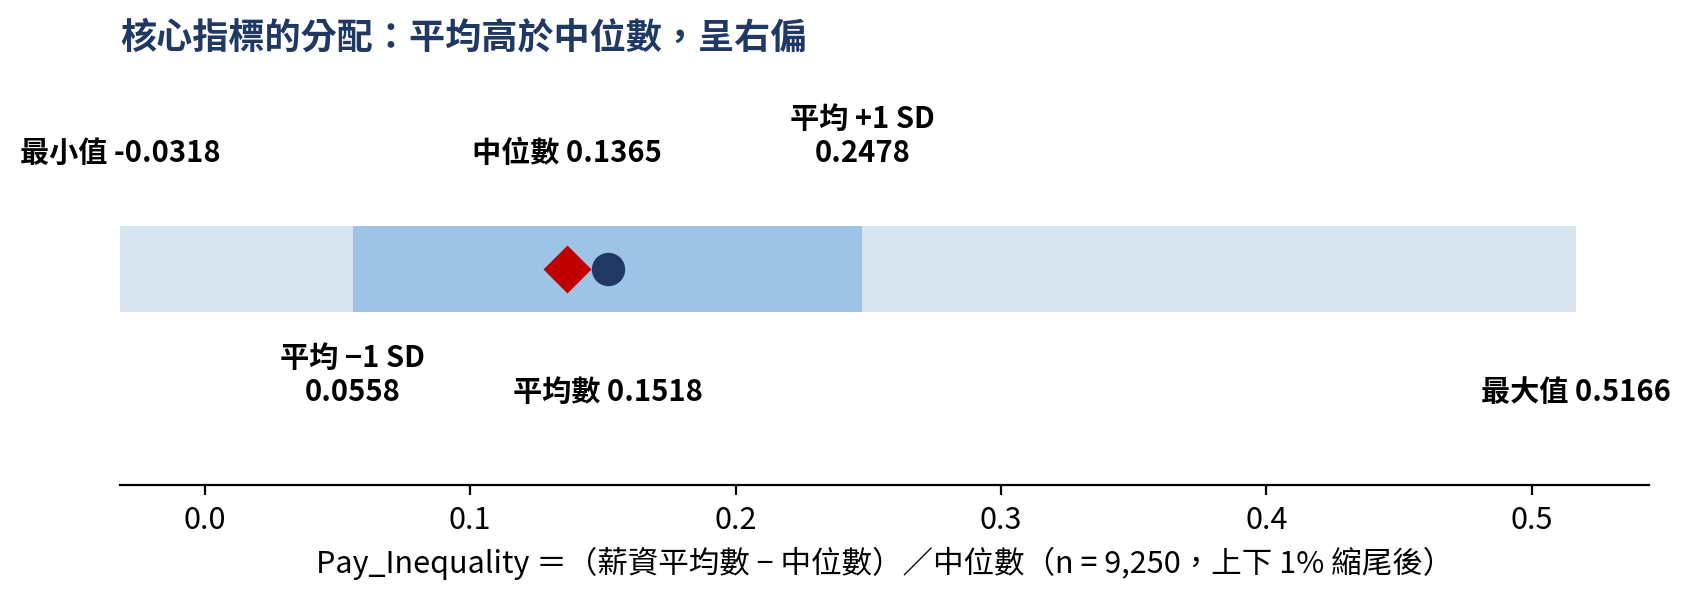 核心指標的分配：平均高於中位數，呈右偏
平均 +1 SD
最小值 -0.0318
中位數 0.1365
0.2478
平均 −1 SD
0.0558
平均數 0.1518
最大值 0.5166
0.0
0.1
0.2
0.3
0.4
0.5
Pay_Inequality ＝（薪資平均數 − 中位數）／中位數（n = 9,250，上下 1% 縮尾後）